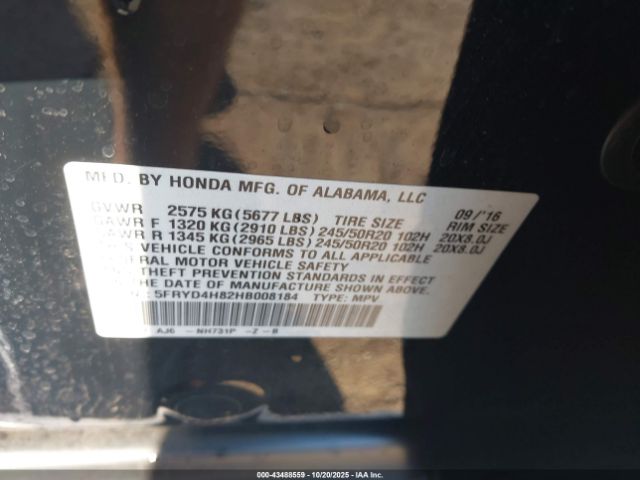 MFD. BY HONDA MFG. OF ALABAMA, LLC
09/'16
GVWR 2575 KG(5677 LBS) TIRE SIZE RIM SIZE
GAWR F 1320 KG(2910 LBS) 245/50R20 102H 20X8.0J
GAWR R 1345 KG(2965 LBS) 245/50R20 102H 20X8.0J
THIS VEHICLE CONFORMS TO ALL APPLICABLE
FEDERAL MOTOR VEHICLE SAFETY
THEFT PREVENTION STANDARDS IN EFFECT
ON THE DATE OF MANUFACTURE SHOWN ABOVE.
: 5FRYD4H82HB008184 TYPE: MPV
AJ6 -NH731P -Z -B
000-43488559 | 10/20/2025 | IAA Inc.